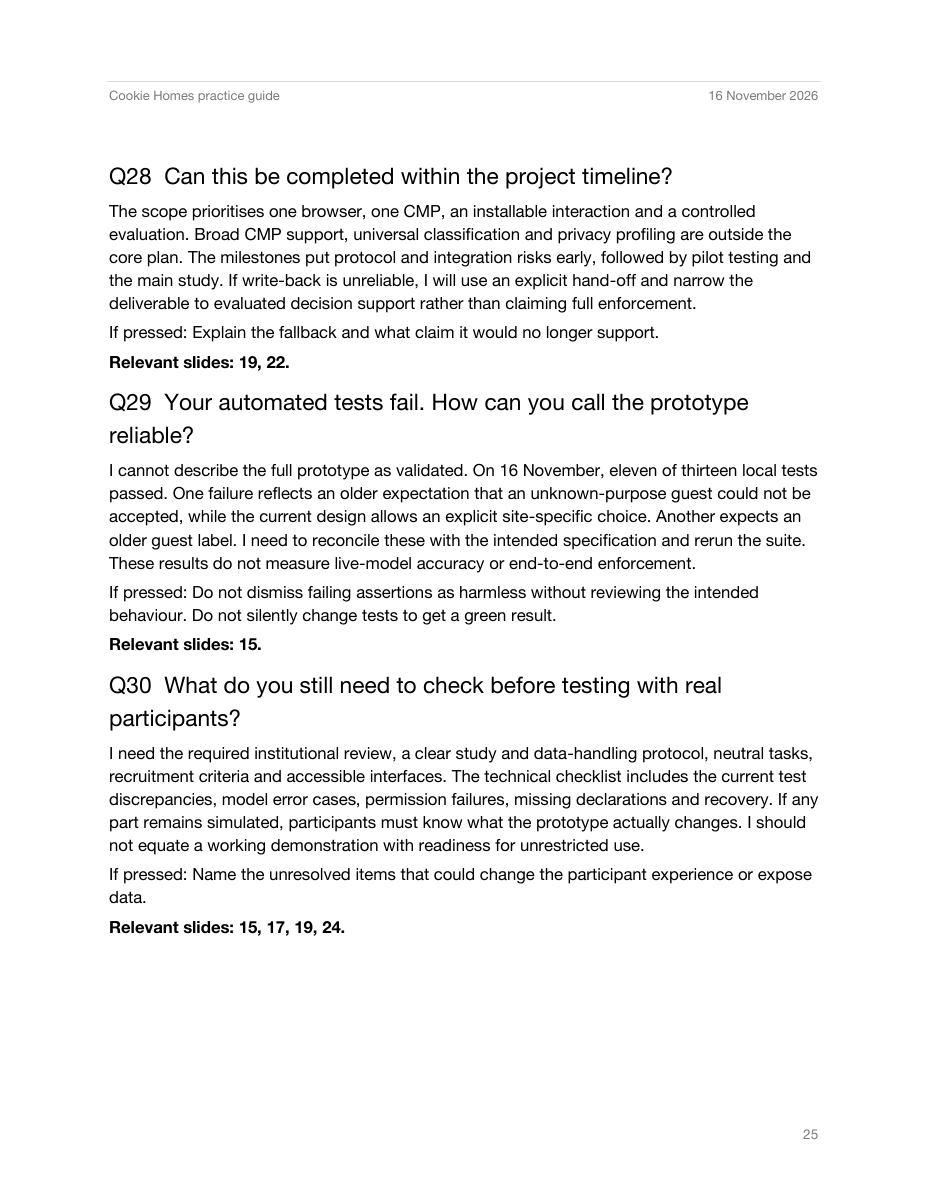 Cookie Homes practice guide
16 November 2026
Q28 Can this be completed within the project timeline?
The scope prioritises one browser, one CMP, an installable interaction and a controlled
evaluation. Broad CMP support, universal classification and privacy profiling are outside the
core plan. The milestones put protocol and integration risks early, followed by pilot testing and
the main study. If write-back is unreliable, I will use an explicit hand-off and narrow the
deliverable to evaluated decision support rather than claiming full enforcement.
If pressed: Explain the fallback and what claim it would no longer support.
Relevant slides: 19, 22.
Q29 Your automated tests fail. How can you call the prototype
reliable?
I cannot describe the full prototype as validated. On 16 November, eleven of thirteen local tests
passed. One failure reflects an older expectation that an unknown-purpose guest could not be
accepted, while the current design allows an explicit site-specific choice. Another expects an
older guest label. I need to reconcile these with the intended specification and rerun the suite.
These results do not measure live-model accuracy or end-to-end enforcement.
If pressed: Do not dismiss failing assertions as harmless without reviewing the intended
behaviour. Do not silently change tests to get a green result.
Relevant slides: 15.
Q30 What do you still need to check before testing with real
participants?
I need the required institutional review, a clear study and data-handling protocol, neutral tasks,
recruitment criteria and accessible interfaces. The technical checklist includes the current test
discrepancies, model error cases, permission failures, missing declarations and recovery. If any
part remains simulated, participants must know what the prototype actually changes. I should
not equate a working demonstration with readiness for unrestricted use.
If pressed: Name the unresolved items that could change the participant experience or expose
data.
Relevant slides: 15, 17, 19, 24.
25